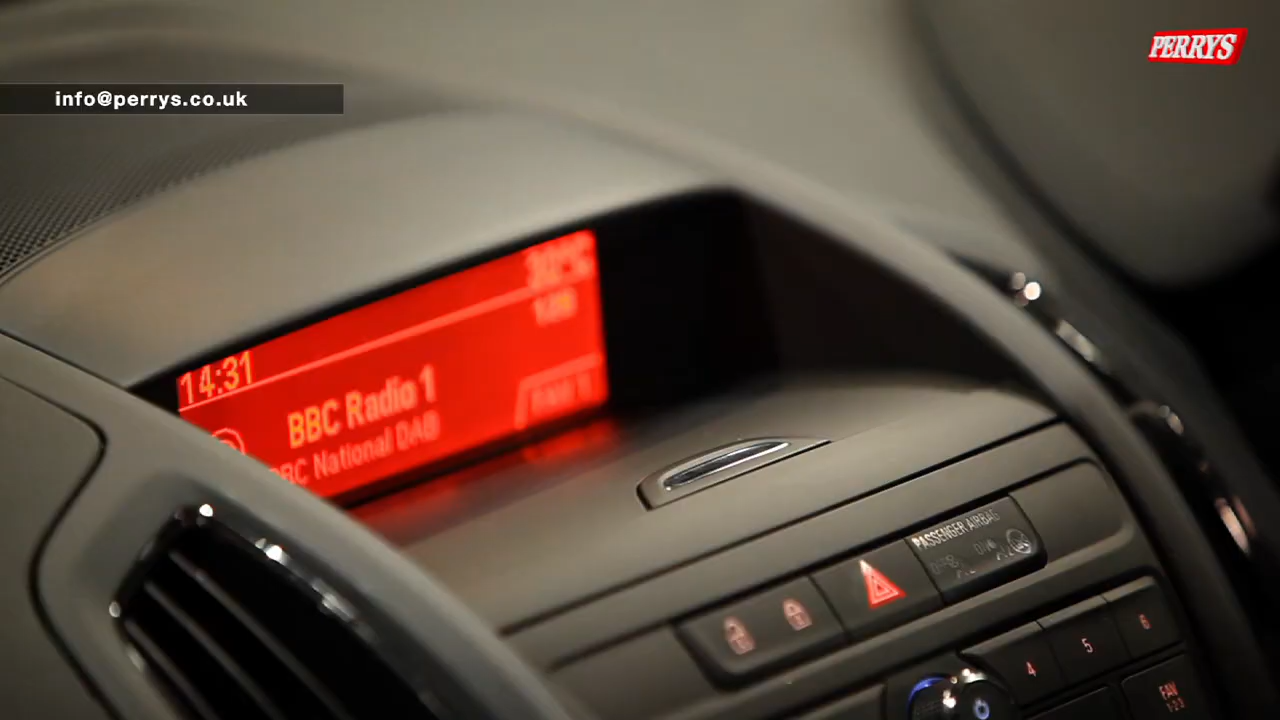 PERRYS
info@perrys.co.uk
14:31
BBC Radio 1
BBC National DAB
PASSENGER AIRBAG
4
5
6
FAV